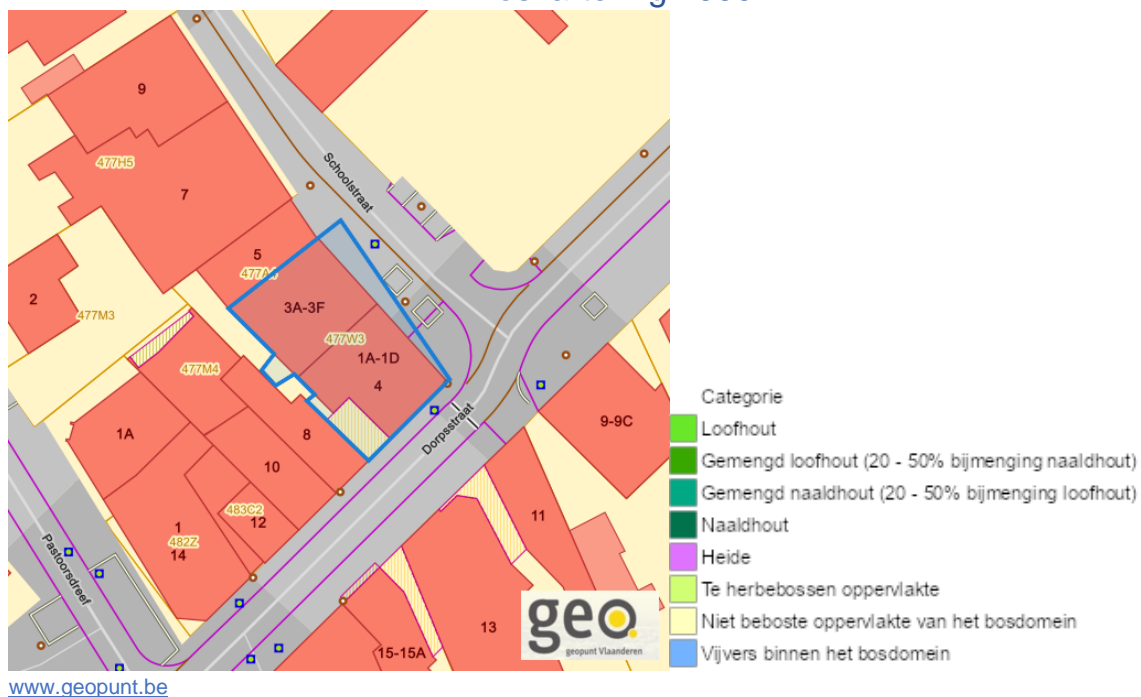 9
477H5
7
Schoolstraat
5
477A4
2
477M3
3A-3F
477W3
1A-1D
4
477M4
1A
8
9-9C
Dorpsstraat
10
483C2
12
1
482Z
14
11
Pastoorsdreef
13
15-15A
geo.
geopunt Vlaanderen
Categorie
Loofhout
Gemengd loofhout (20 - 50% bijmenging naaldhout)
Gemengd naaldhout (20 - 50% bijmenging loofhout)
Naaldhout
Heide
Te herbebossen oppervlakte
Niet beboste oppervlakte van het bosdomein
Vijvers binnen het bosdomein
www.geopunt.be